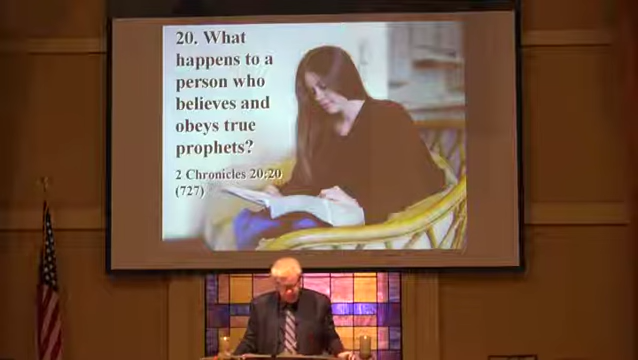 20. What
happens to a
person who
believes and
obeys true
prophets?
2 Chronicles 20:20
(727)